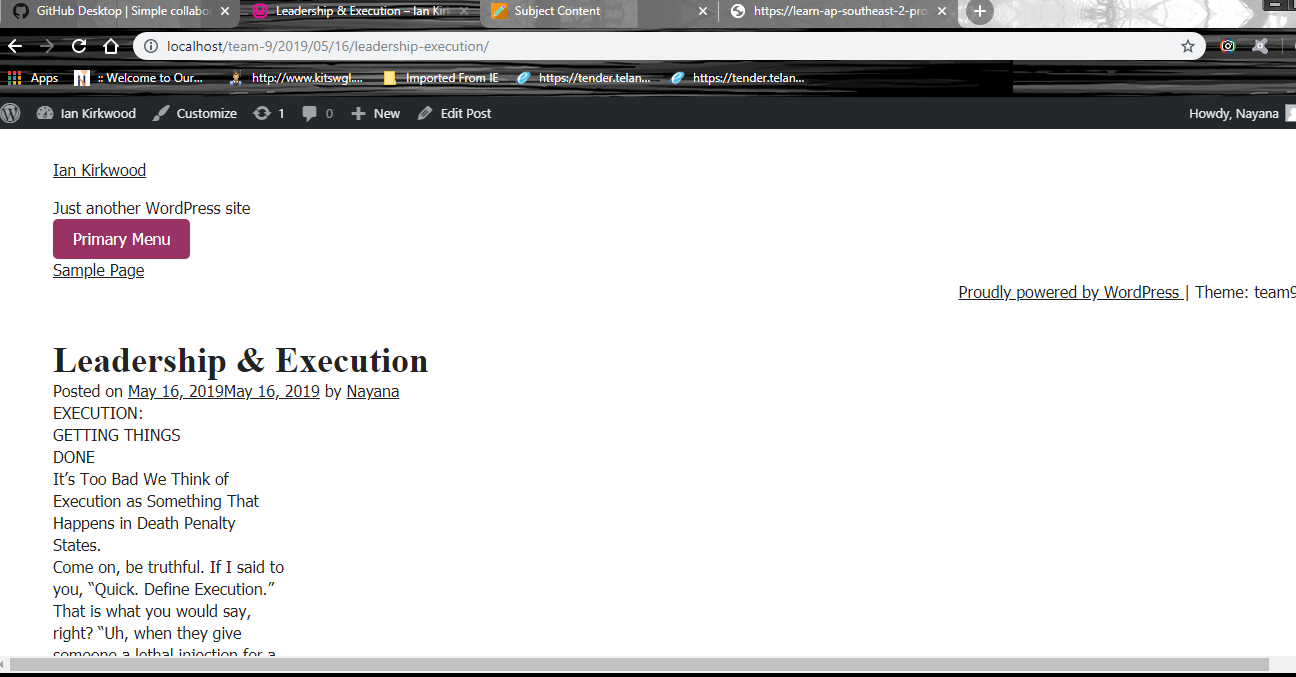 GitHub Desktop | Simple collabo
Leadership & Execution – Ian Kir
Subject Content
https://learn-ap-southeast-2-pro
localhost/team-9/2019/05/16/leadership-execution/
Apps
:: Welcome to Our...
http://www.kitswgl....
Imported From IE
https://tender.telan...
https://tender.telan...
Ian Kirkwood
Customize
1
0
New
Edit Post
Howdy, Nayana
Ian Kirkwood
Just another WordPress site
Primary Menu
Sample Page
Proudly powered by WordPress | Theme: team9
Leadership & Execution
Posted on May 16, 2019May 16, 2019 by Nayana
EXECUTION:
GETTING THINGS
DONE
It’s Too Bad We Think of
Execution as Something That
Happens in Death Penalty
States.
Come on, be truthful. If I said to
you, “Quick. Define Execution.”
That is what you would say,
right? “Uh, when they give
someone a lethal injection for a